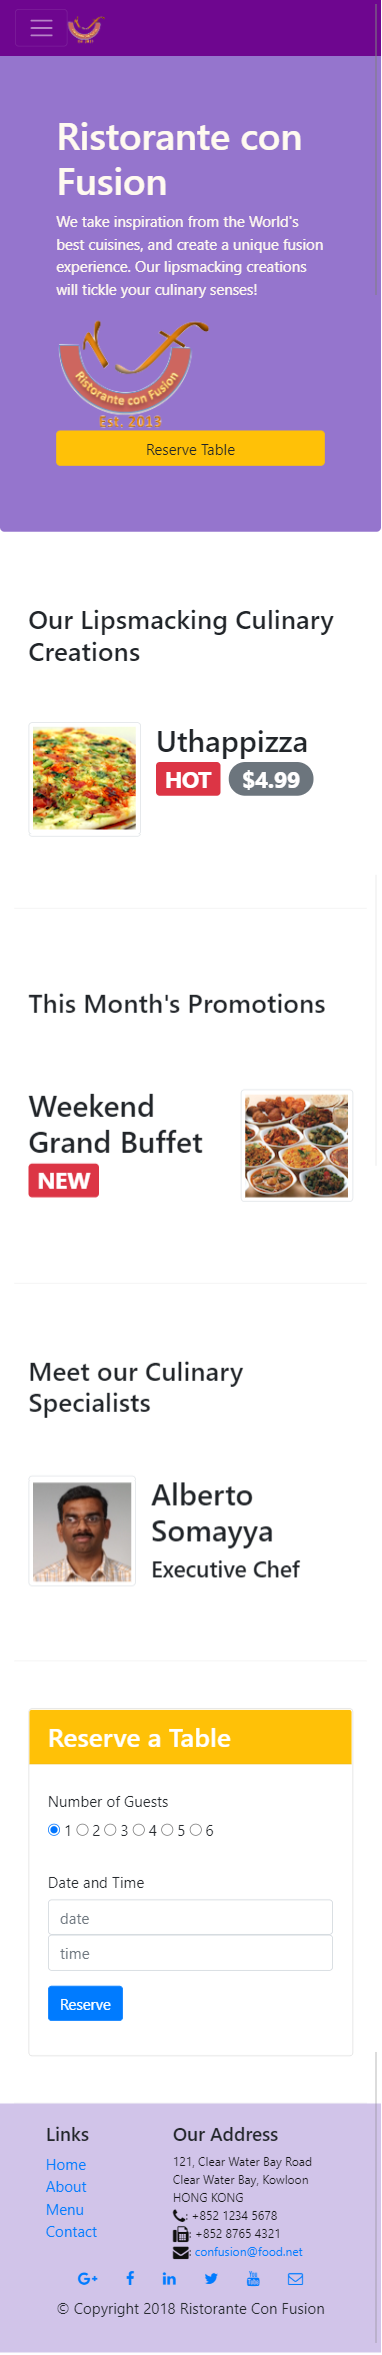 Ristorante con
Fusion
We take inspiration from the World's
best cuisines, and create a unique fusion
experience. Our lipsmacking creations
will tickle your culinary senses!
Ristorante con Fusion
Est. 2013
Reserve Table
Our Lipsmacking Culinary
Creations
Uthappizza
HOT $4.99
This Month's Promotions
Weekend
Grand Buffet
NEW
Meet our Culinary
Specialists
Alberto
Somayya
Executive Chef
Reserve a Table
Number of Guests
1 2 3 4 5 6
Date and Time
date
time
Reserve
Links
Home
About
Menu
Contact
Our Address
121, Clear Water Bay Road
Clear Water Bay, Kowloon
HONG KONG
: +852 1234 5678
: +852 8765 4321
: confusion@food.net
© Copyright 2018 Ristorante Con Fusion